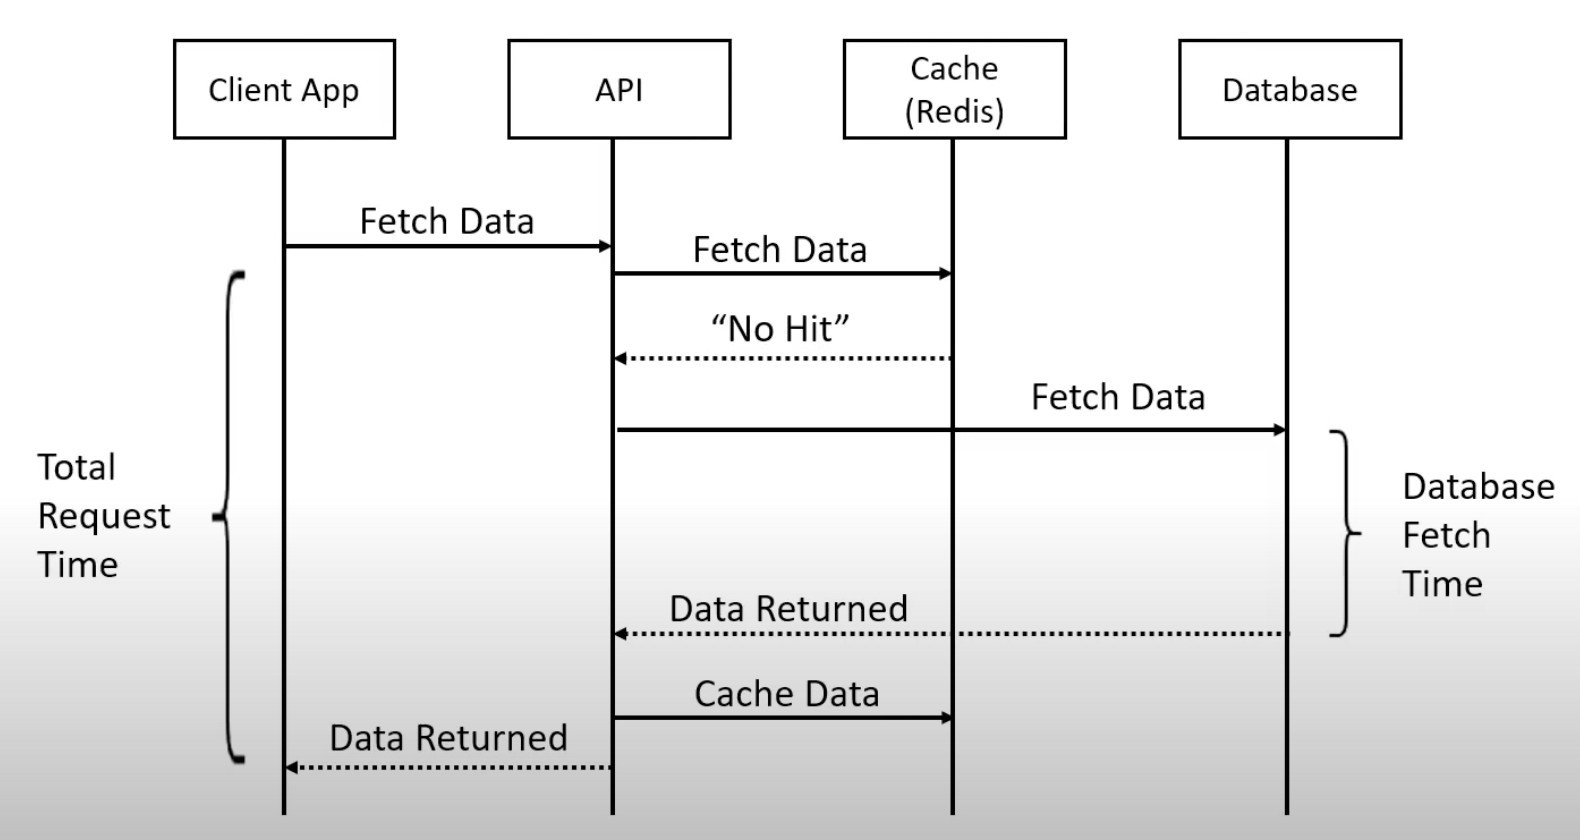 Client App
API
Cache
(Redis)
Database
Fetch Data
Fetch Data
“No Hit”
Fetch Data
Total
Request
Time
Database
Fetch
Time
Data Returned
Cache Data
Data Returned